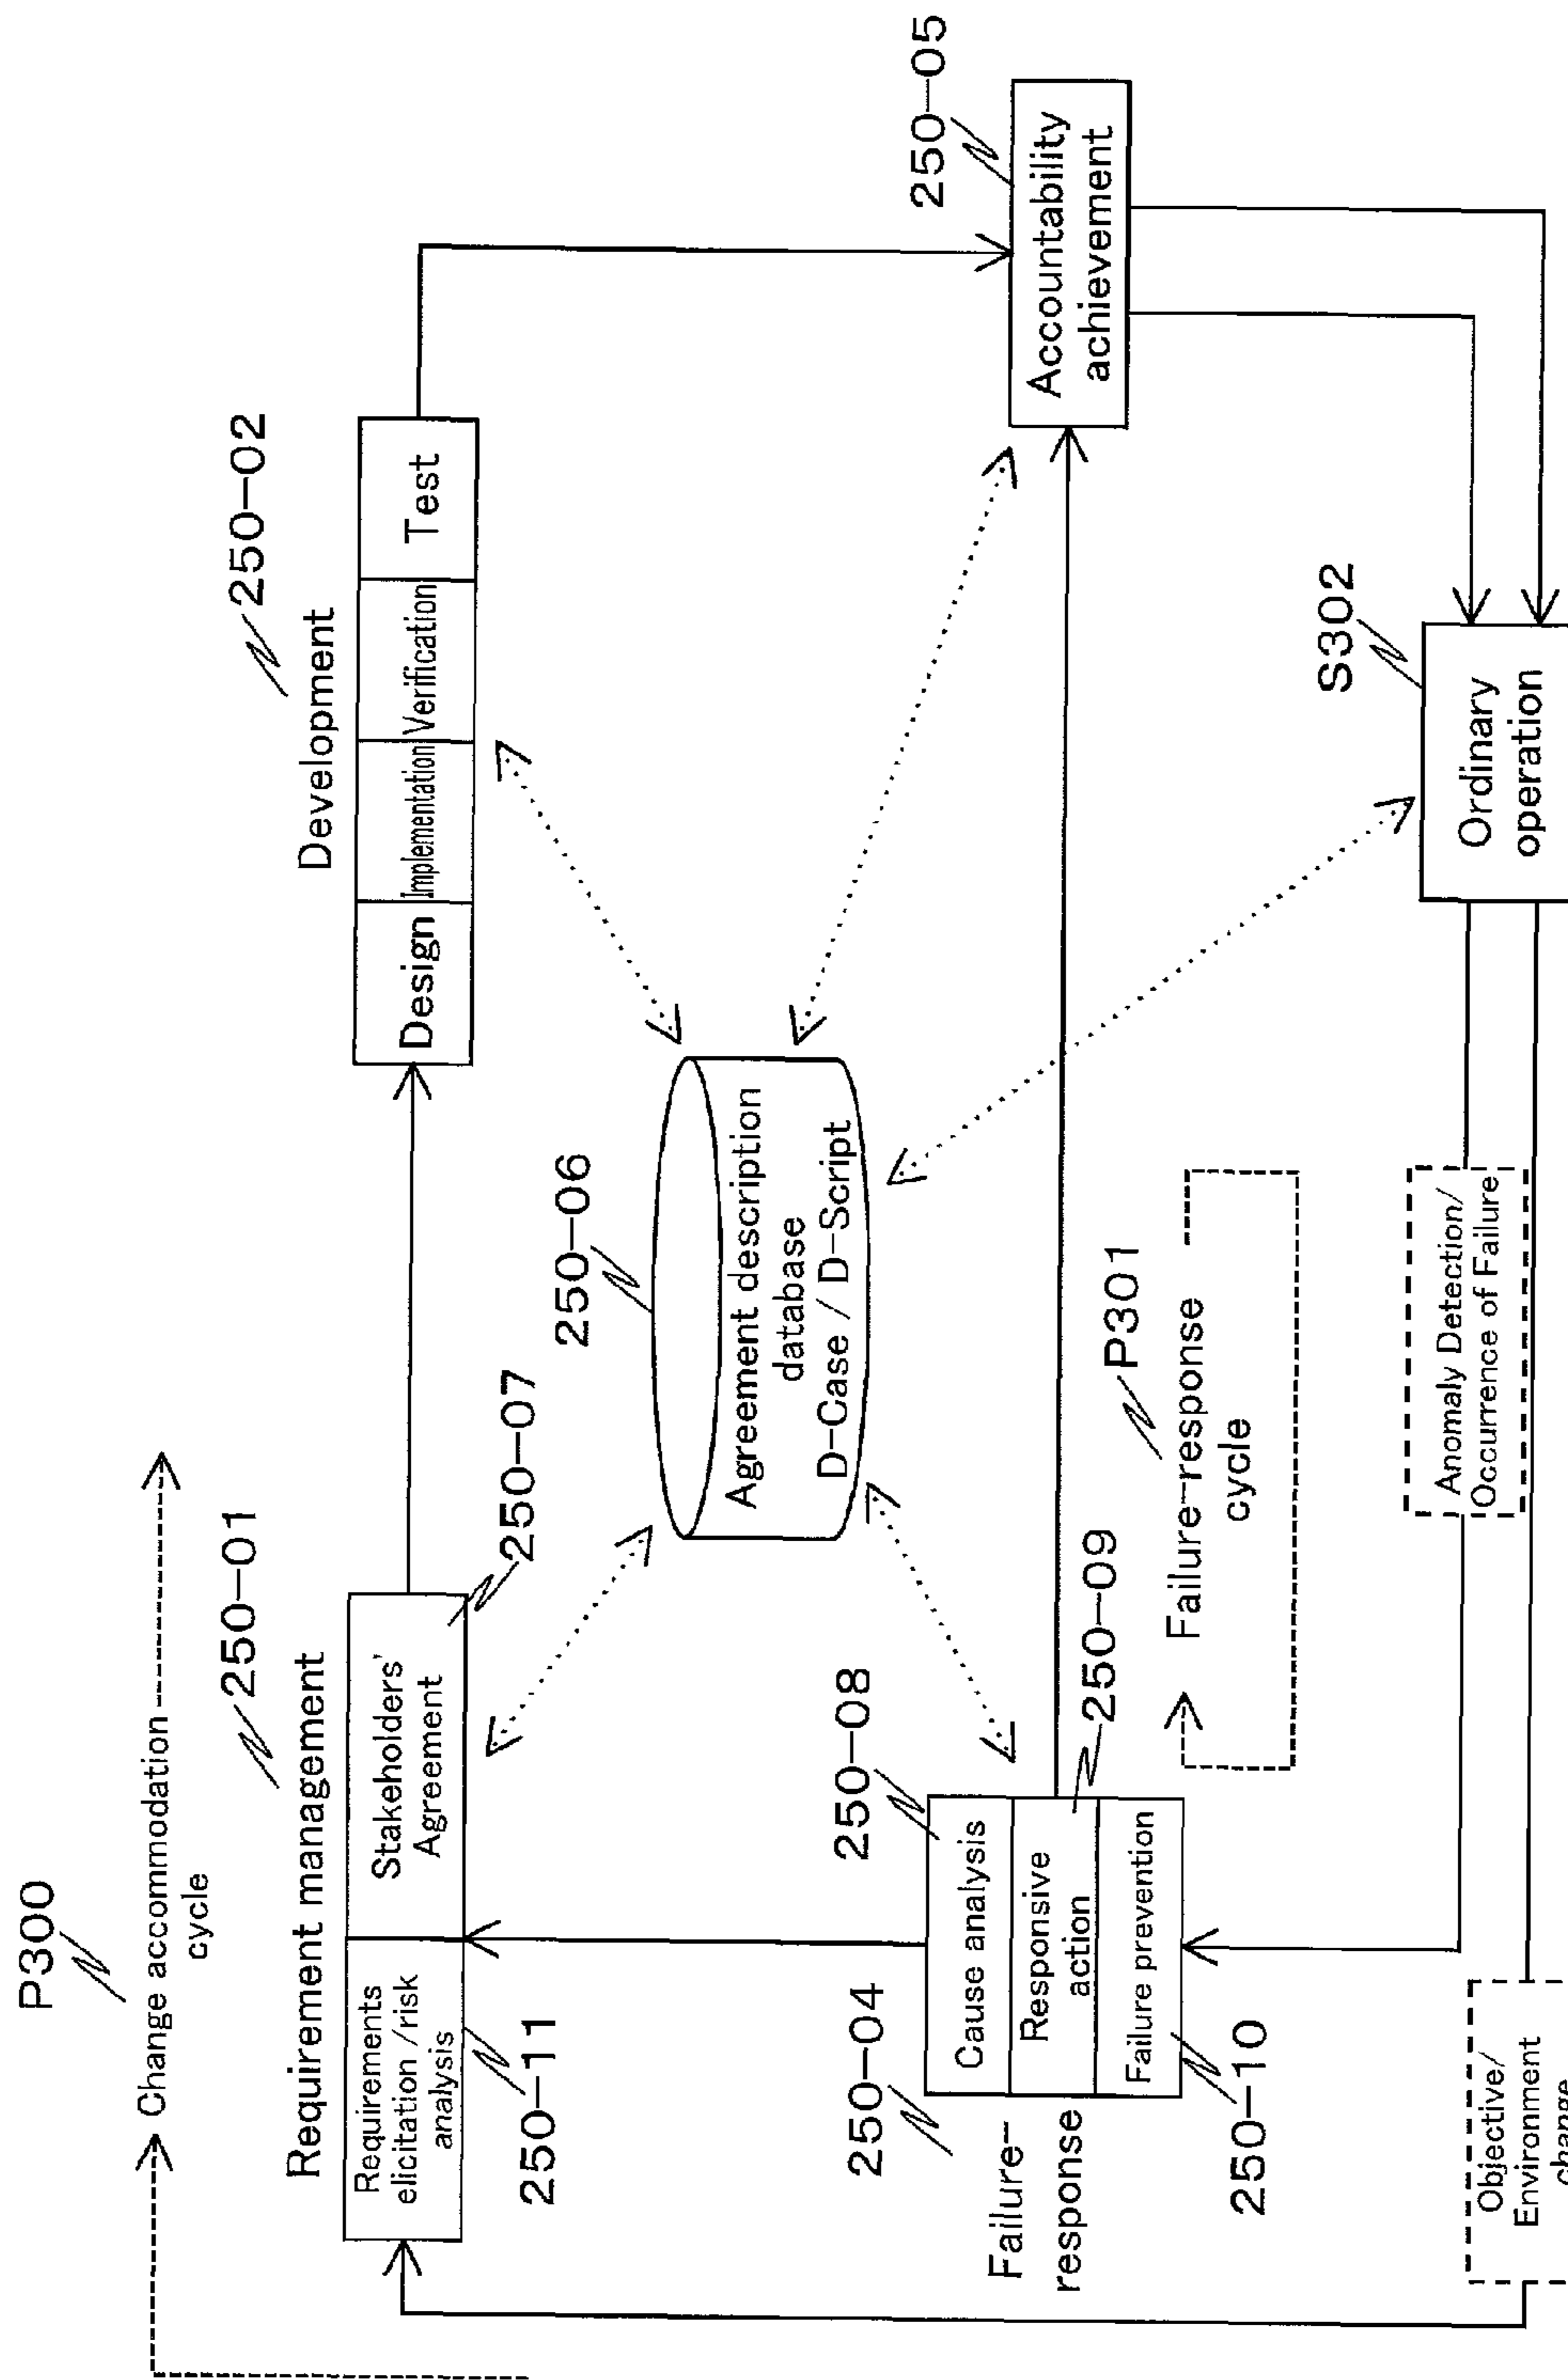 P300
Change accommodation
cycle
250-01
Requirement management
Requirements
elicitation /risk
analysis
250-11
Stakeholders'
Agreement
250-07
Development
250-02
Design
Implementation
Verification
Test
250-06
Agreement description
database
D-Case / D-Script
250-05
Accountability
achievement
250-04
Failure-
response
250-08
Cause analysis
Responsive
action
250-09
Failure prevention
250-10
P301
Failure-response
cycle
S302
Ordinary
operation
Anomaly Detection/
Occurrence of Failure
Objective/
Environment
change